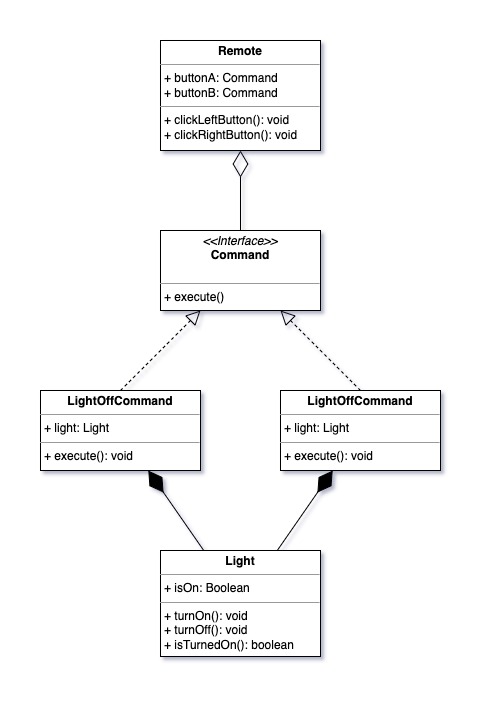 Remote
+ buttonA: Command
+ buttonB: Command
+ clickLeftButton(): void
+ clickRightButton(): void
<<Interface>>
Command
+ execute()
LightOffCommand
+ light: Light
+ execute(): void
LightOffCommand
+ light: Light
+ execute(): void
Light
+ isOn: Boolean
+ turnOn(): void
+ turnOff(): void
+ isTurnedOn(): boolean